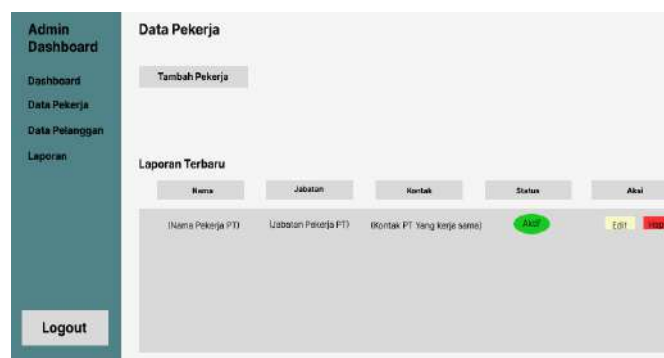 Admin
Dashboard
Dashboard
Data Pekerja
Data Pelanggan
Laporan
Logout
Data Pekerja
Tambah Pekerja
Laporan Terbaru
Nama Jabatan Kontak Status Aksi
(Nama Pekerja PT) (Jabatan Pekerja PT) (Kontak PT Yang kerja sama) Aktif Edit